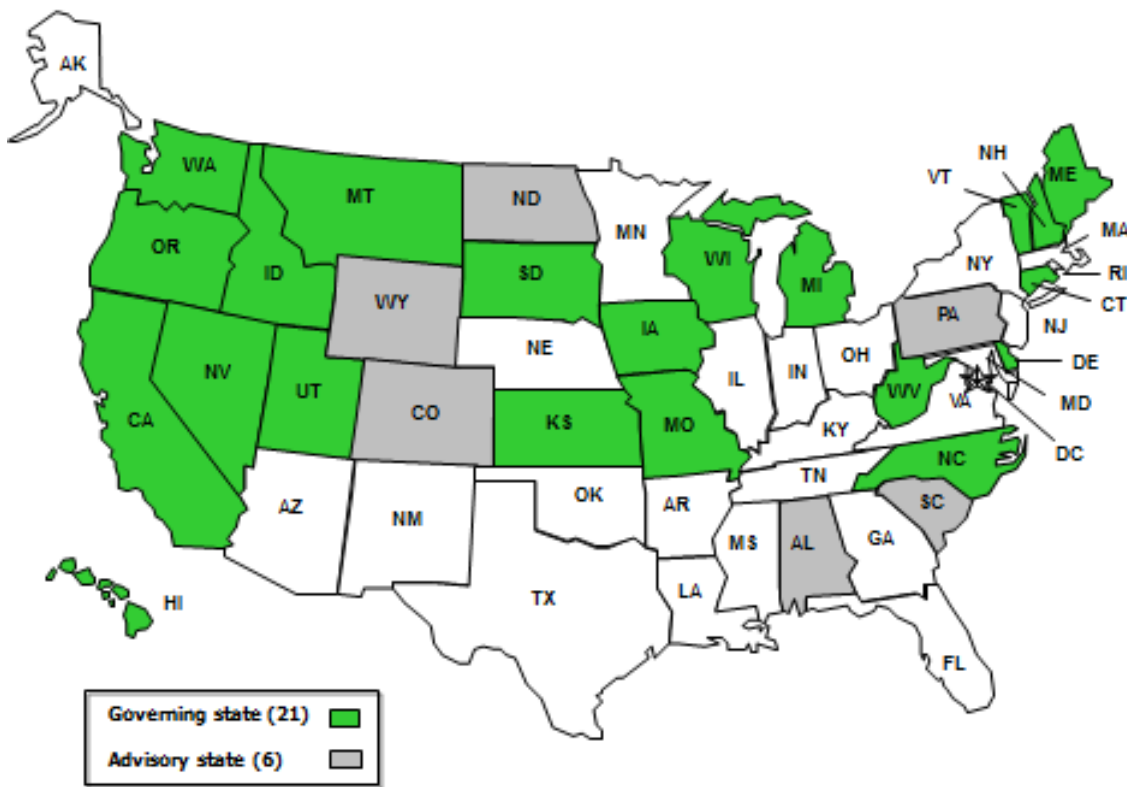 AK
WA
MT
ND
MN
VT
NH
ME
OR
ID
SD
WI
MI
NY
MA
RI
CT
WY
IA
PA
NJ
NE
NV
UT
CO
KS
MO
IL
IN
OH
WV
VA
DE
MD
DC
CA
KY
TN
NC
AZ
NM
OK
AR
SC
MS
AL
GA
TX
LA
HI
FL
Governing state (21)
Advisory state (6)